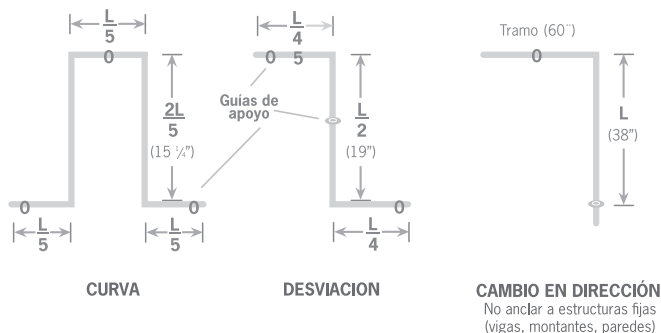 L
5
L
4
5
Tramo (60¨)
0
0
0
Guías de
apoyo
2L
5
(15 ¼”)
L
2
(19”)
L
(38”)
0
0
0
L
5
L
5
L
4
CURVA
DESVIACION
CAMBIO EN DIRECCIÓN
No anclar a estructuras fijas
(vigas, montantes, paredes)